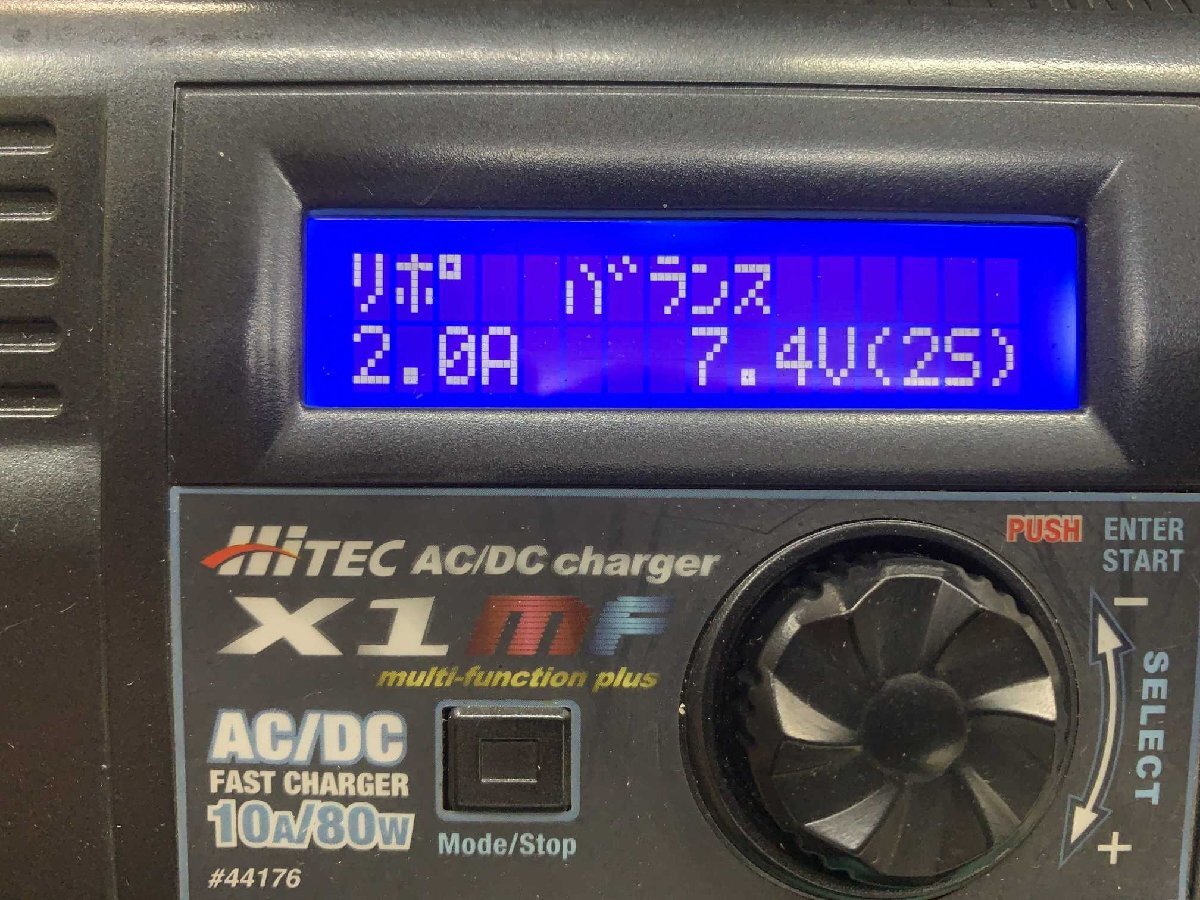 リポ バランス
2.0A 7.4V(2S)
HiTEC AC/DC charger
X1 MF
multi-function plus
PUSH ENTER
START
−
SELECT
+
AC/DC
FAST CHARGER
10A/80W
Mode/Stop
#44176